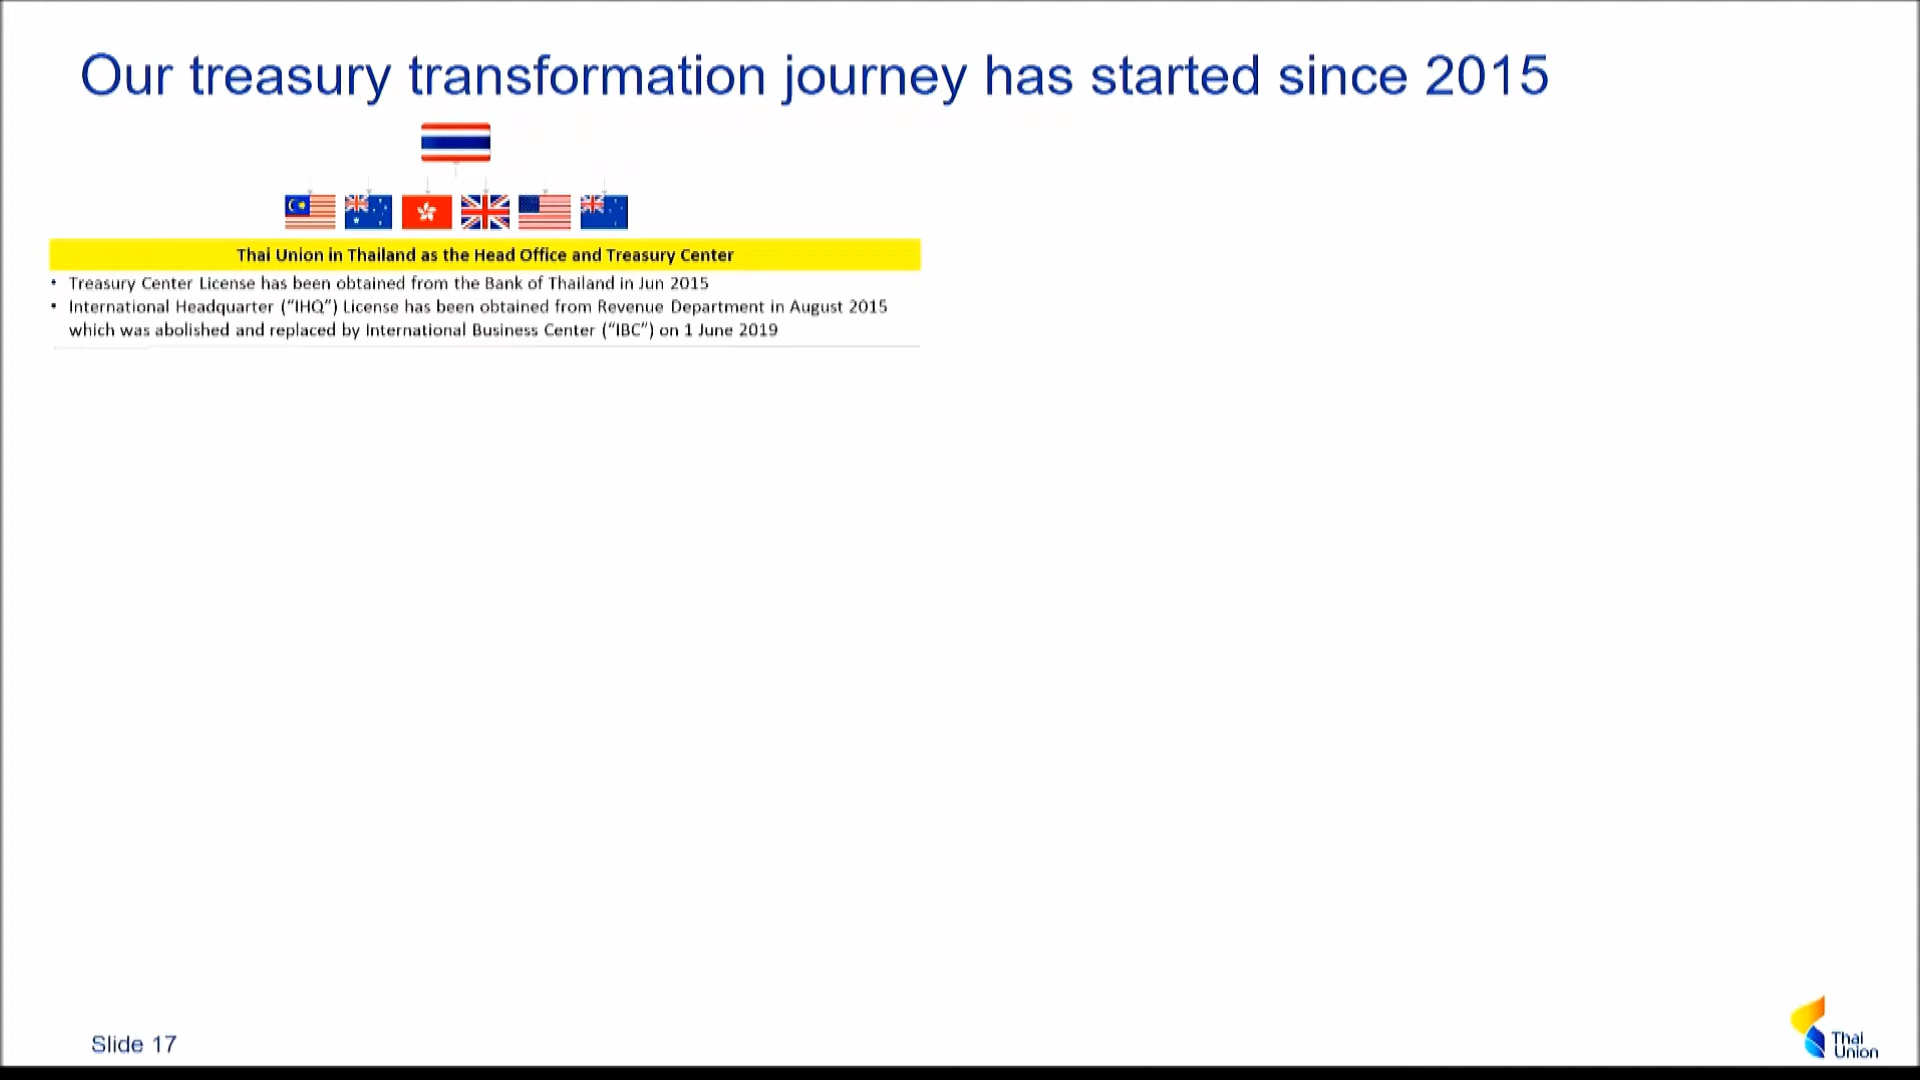 Our treasury transformation journey has started since 2015
Thai Union in Thailand as the Head Office and Treasury Center
• Treasury Center License has been obtained from the Bank of Thailand in Jun 2015
• International Headquarter (“IHQ”) License has been obtained from Revenue Department in August 2015
which was abolished and replaced by International Business Center (“IBC”) on 1 June 2019
Slide 17
Thai
Union